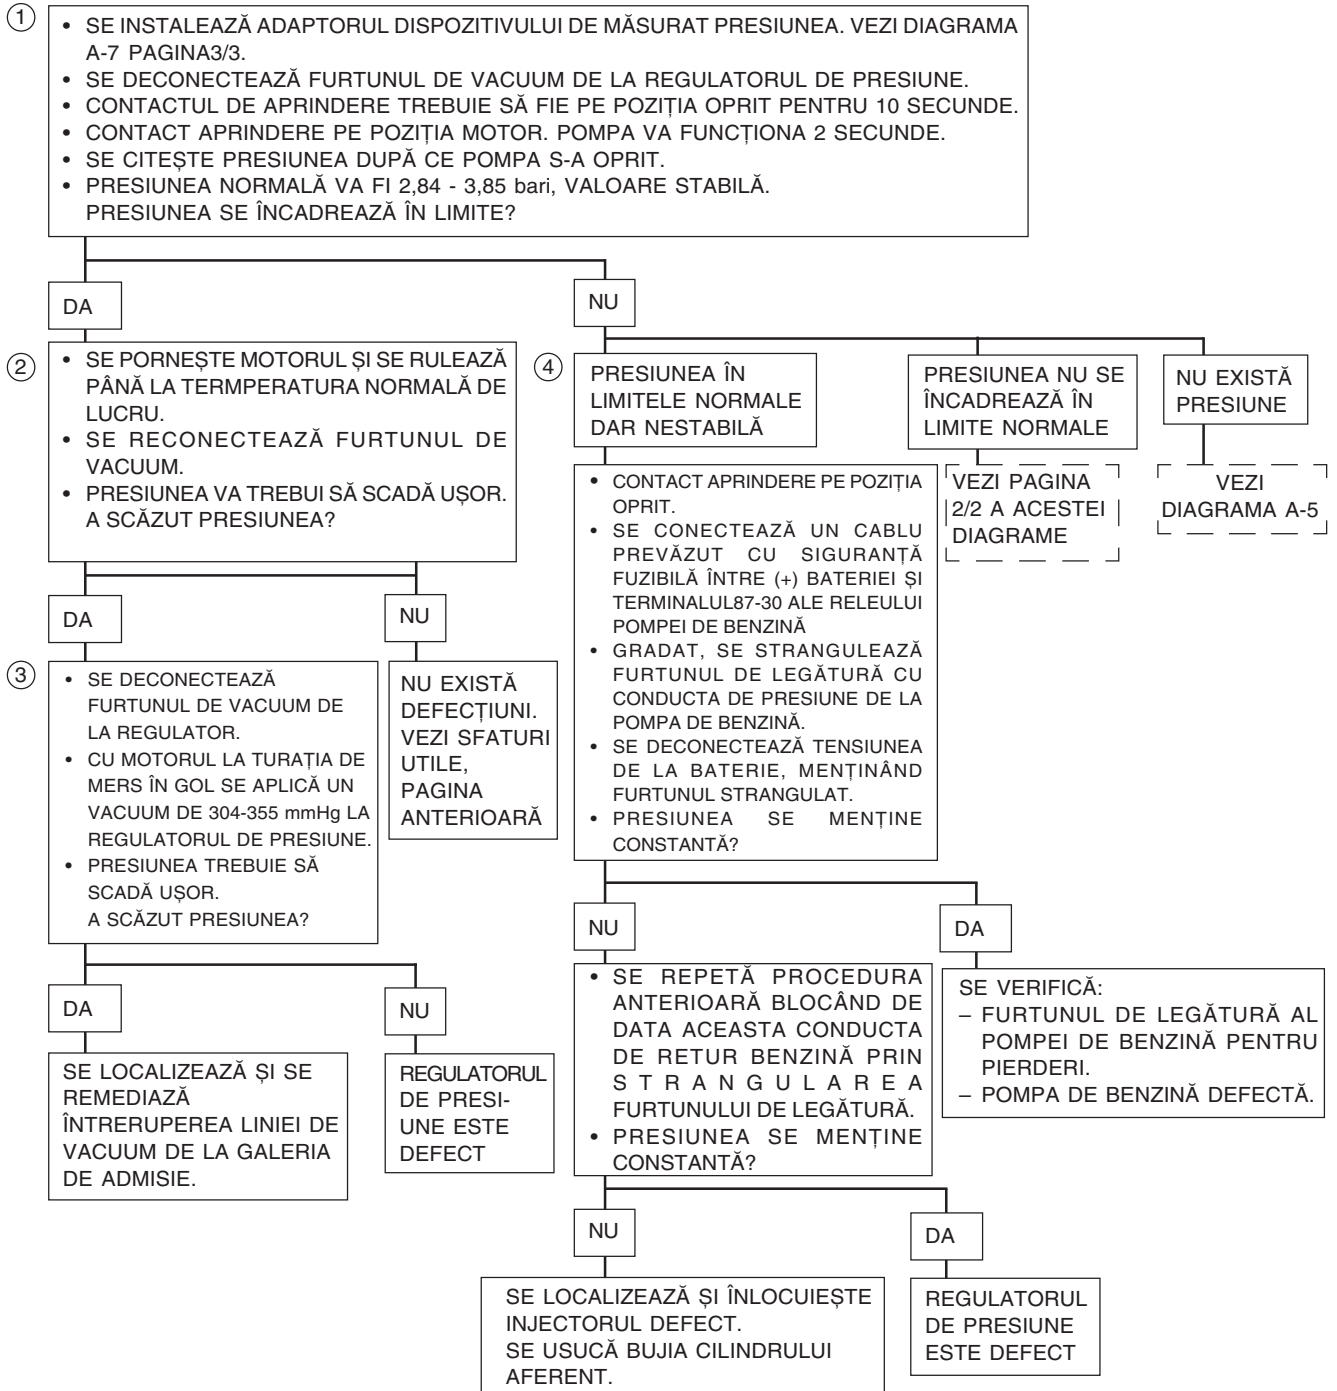 1
• SE INSTALEAZĂ ADAPTORUL DISPOZITIVULUI DE MĂSURAT PRESIUNEA. VEZI DIAGRAMA
A-7 PAGINA3/3.
• SE DECONECTEAZĂ FURTUNUL DE VACUUM DE LA REGULATORUL DE PRESIUNE.
• CONTACTUL DE APRINDERE TREBUIE SĂ FIE PE POZIȚIA OPRIT PENTRU 10 SECUNDE.
• CONTACT APRINDERE PE POZIȚIA MOTOR. POMPA VA FUNCȚIONA 2 SECUNDE.
• SE CITEȘTE PRESIUNEA DUPĂ CE POMPA S-A OPRIT.
• PRESIUNEA NORMALĂ VA FI 2,84 - 3,85 bari, VALOARE STABILĂ.
PRESIUNEA SE ÎNCADREAZĂ ÎN LIMITE?
DA
NU
2
• SE PORNEȘTE MOTORUL ȘI SE RULEAZĂ
PÂNĂ LA TERMPERATURA NORMALĂ DE
LUCRU.
• SE RECONECTEAZĂ FURTUNUL DE
VACUUM.
• PRESIUNEA VA TREBUI SĂ SCADĂ UȘOR.
A SCĂZUT PRESIUNEA?
4
PRESIUNEA ÎN
LIMITELE NORMALE
DAR NESTABILĂ
PRESIUNEA NU SE
ÎNCADREAZĂ ÎN
LIMITE NORMALE
NU EXISTĂ
PRESIUNE
• CONTACT APRINDERE PE POZIȚIA
OPRIT.
• SE CONECTEAZĂ UN CABLU
PREVĂZUT CU SIGURANȚĂ
FUZIBILĂ ÎNTRE (+) BATERIEI ȘI
TERMINALUL87-30 ALE RELEULUI
POMPEI DE BENZINĂ
• GRADAT, SE STRANGULEAZĂ
FURTUNUL DE LEGĂTURĂ CU
CONDUCTA DE PRESIUNE DE LA
POMPA DE BENZINĂ.
• SE DECONECTEAZĂ TENSIUNEA
DE LA BATERIE, MENȚINÂND
FURTUNUL STRANGULAT.
• PRESIUNEA SE MENȚINE
CONSTANTĂ?
VEZI PAGINA
2/2 A ACESTEI
DIAGRAME
VEZI
DIAGRAMA A-5
DA
NU
3
• SE DECONECTEAZĂ
FURTUNUL DE VACUUM DE
LA REGULATOR.
• CU MOTORUL LA TURAȚIA DE
MERS ÎN GOL SE APLICĂ UN
VACUUM DE 304-355 mmHg LA
REGULATORUL DE PRESIUNE.
• PRESIUNEA TREBUIE SĂ
SCADĂ UȘOR.
A SCĂZUT PRESIUNEA?
NU EXISTĂ
DEFECȚIUNI.
VEZI SFATURI
UTILE,
PAGINA
ANTERIOARĂ
NU
DA
• SE REPETĂ PROCEDURA
ANTERIOARĂ BLOCÂND DE
DATA ACEASTA CONDUCTA
DE RETUR BENZINĂ PRIN
STRANGULAREA
FURTUNULUI DE LEGĂTURĂ.
• PRESIUNEA SE MENȚINE
CONSTANTĂ?
SE VERIFICĂ:
– FURTUNUL DE LEGĂTURĂ AL
POMPEI DE BENZINĂ PENTRU
PIERDERI.
– POMPA DE BENZINĂ DEFECTĂ.
DA
NU
SE LOCALIZEAZĂ ȘI SE
REMEDIAZĂ
ÎNTRERUPEREA LINIEI DE
VACUUM DE LA GALERIA
DE ADMISIE.
REGULATORUL
DE PRESI-
UNE ESTE
DEFECT
NU
DA
SE LOCALIZEAZĂ ȘI ÎNLOCUIEȘTE
INJECTORUL DEFECT.
SE USUCĂ BUJIA CILINDRULUI
AFERENT.
REGULATORUL
DE PRESIUNE
ESTE DEFECT